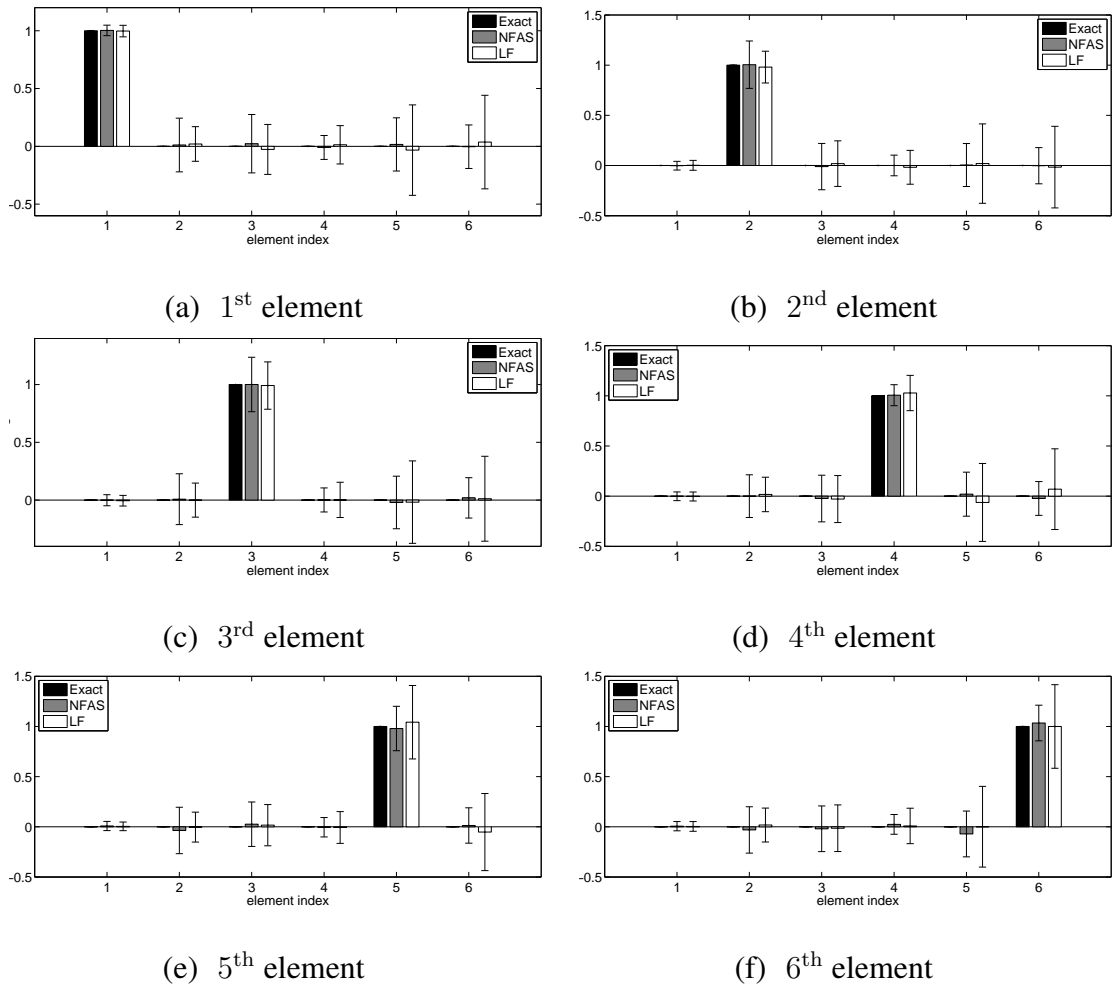 1
0.5
0
-0.5
1 2 3 4 5 6
element index
Exact
NFAS
LF
(a) 1st element
1.5
1
0.5
0
-0.5
1 2 3 4 5 6
element index
Exact
NFAS
LF
(b) 2nd element
1
0.5
0
1 2 3 4 5 6
element index
Exact
NFAS
LF
(c) 3rd element
1.5
1
0.5
0
-0.5
1 2 3 4 5 6
element index
Exact
NFAS
LF
(d) 4th element
1.5
1
0.5
0
-0.5
1 2 3 4 5 6
element index
Exact
NFAS
LF
(e) 5th element
1.5
1
0.5
0
-0.5
1 2 3 4 5 6
element index
Exact
NFAS
LF
(f) 6th element